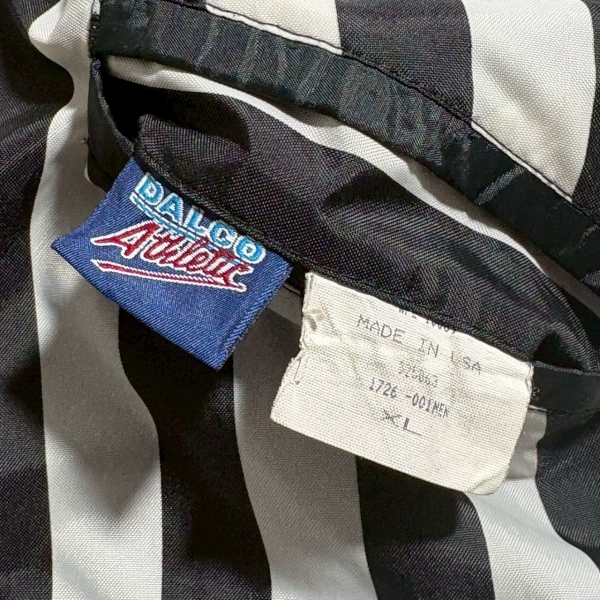 DALCO
Athletic
MADE IN USA
1726 -001MEN
XL